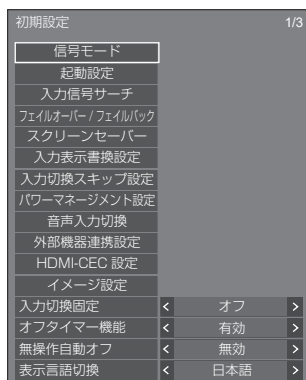 初期設定 1/3
信号モード
起動設定
入力信号サーチ
フェイルオーバー / フェイルバック
スクリーンセーバー
入力表示書換設定
入力切換スキップ設定
パワーマネージメント設定
音声入力切換
外部機器連携設定
HDMI-CEC 設定
イメージ設定
入力切換固定 < オフ >
オフタイマー機能 < 有効 >
無操作自動オフ < 無効 >
表示言語切換 < 日本語 >